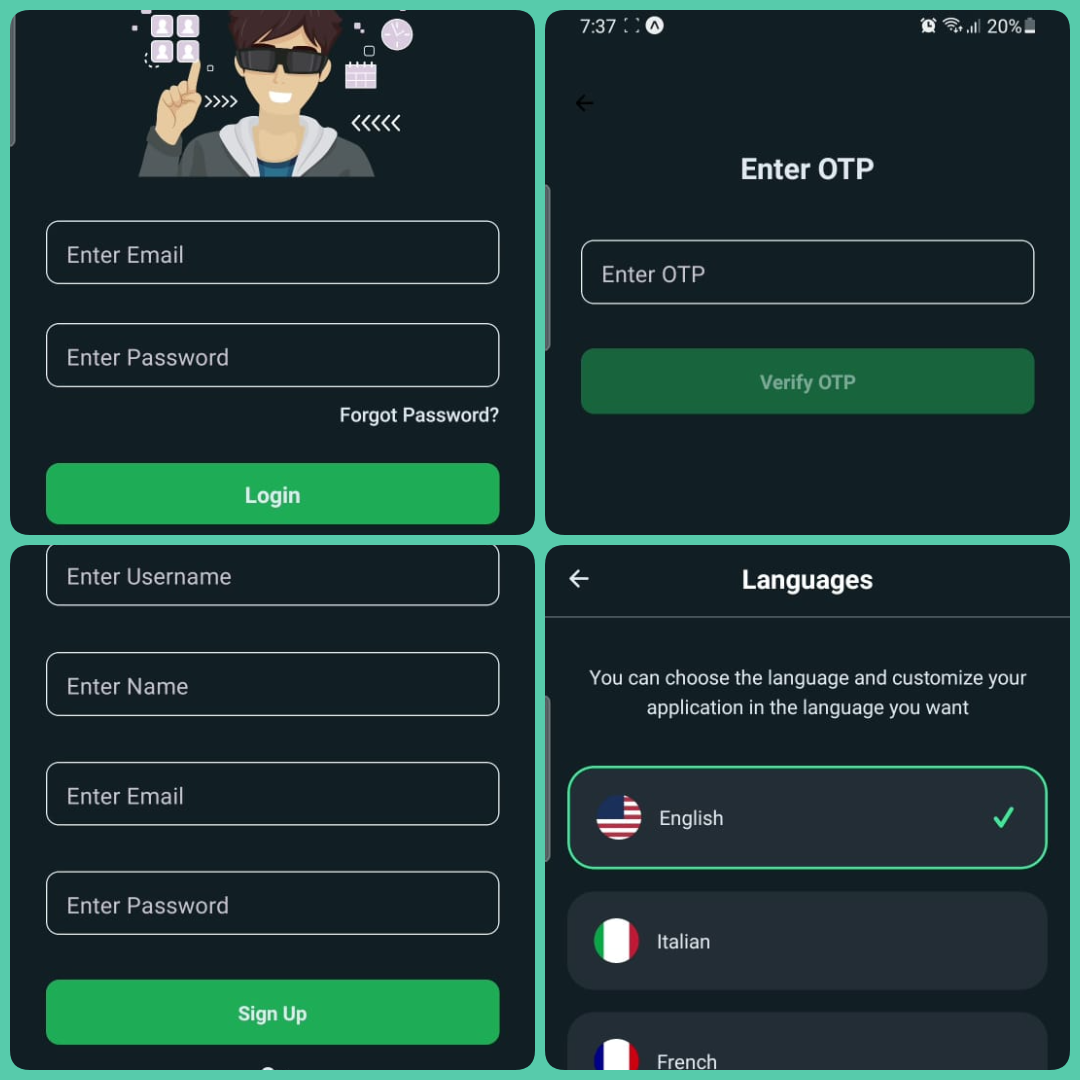 Enter Email
Enter Password
Forgot Password?
Login
7:37
20%
Enter OTP
Enter OTP
Verify OTP
Enter Username
Enter Name
Enter Email
Enter Password
Sign Up
Languages
You can choose the language and customize your
application in the language you want
English
Italian
French